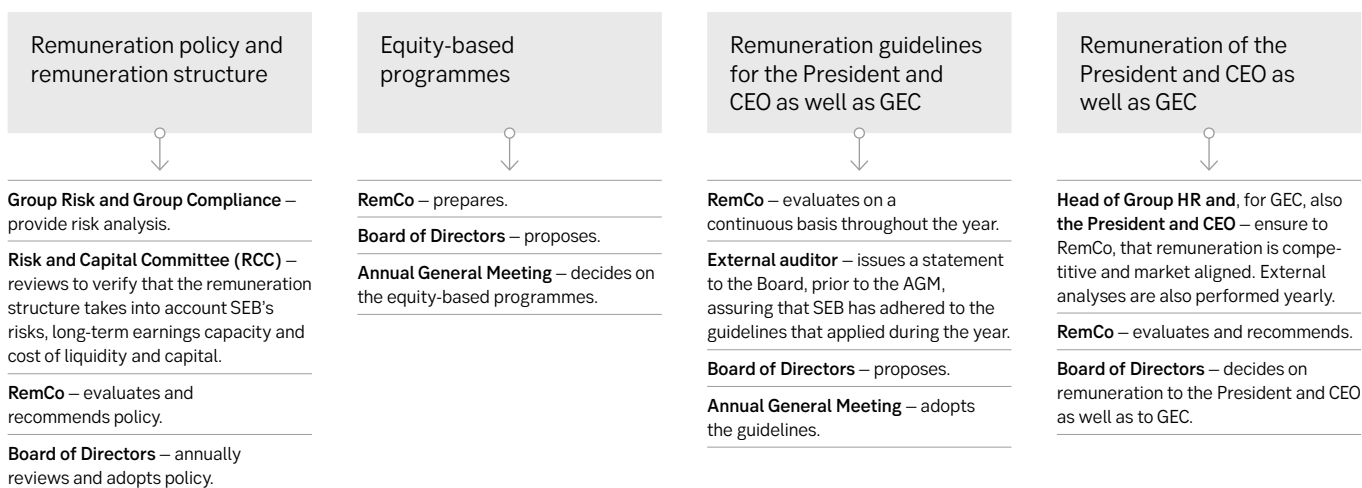 Remuneration policy and
remuneration structure
Group Risk and Group Compliance –
provide risk analysis.
Risk and Capital Committee (RCC) –
reviews to verify that the remuneration
structure takes into account SEB’s
risks, long-term earnings capacity and
cost of liquidity and capital.
RemCo – evaluates and
recommends policy.
Board of Directors – annually
reviews and adopts policy.
Equity-based
programmes
RemCo – prepares.
Board of Directors – proposes.
Annual General Meeting – decides on
the equity-based programmes.
Remuneration guidelines
for the President and
CEO as well as GEC
RemCo – evaluates on a
continuous basis throughout the year.
External auditor – issues a statement
to the Board, prior to the AGM,
assuring that SEB has adhered to the
guidelines that applied during the year.
Board of Directors – proposes.
Annual General Meeting – adopts
the guidelines.
Remuneration of the
President and CEO as
well as GEC
Head of Group HR and, for GEC, also
the President and CEO – ensure to
RemCo, that remuneration is compe-
titive and market aligned. External
analyses are also performed yearly.
RemCo – evaluates and recommends.
Board of Directors – decides on
remuneration to the President and CEO
as well as to GEC.